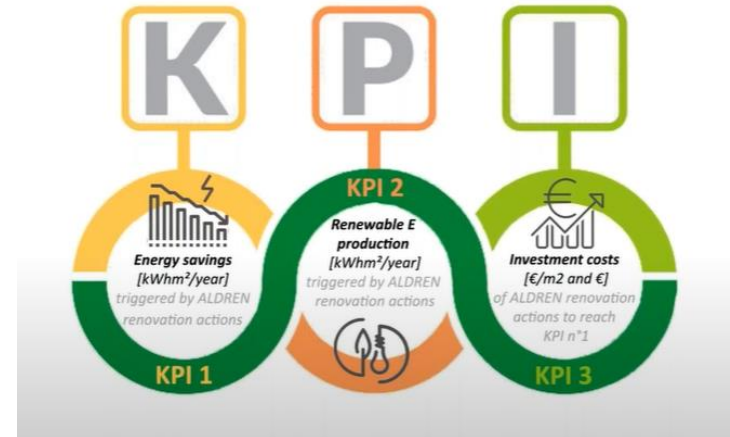 K P I
Energy savings
[kWhm²/year]
triggered by ALDREN
renovation actions
KPI 1
KPI 2
Renewable E
production
[kWhm²/year]
triggered by ALDREN
renovation actions
€
Investment costs
[€/m2 and €]
of ALDREN renovation
actions to reach
KPI n°1
KPI 3